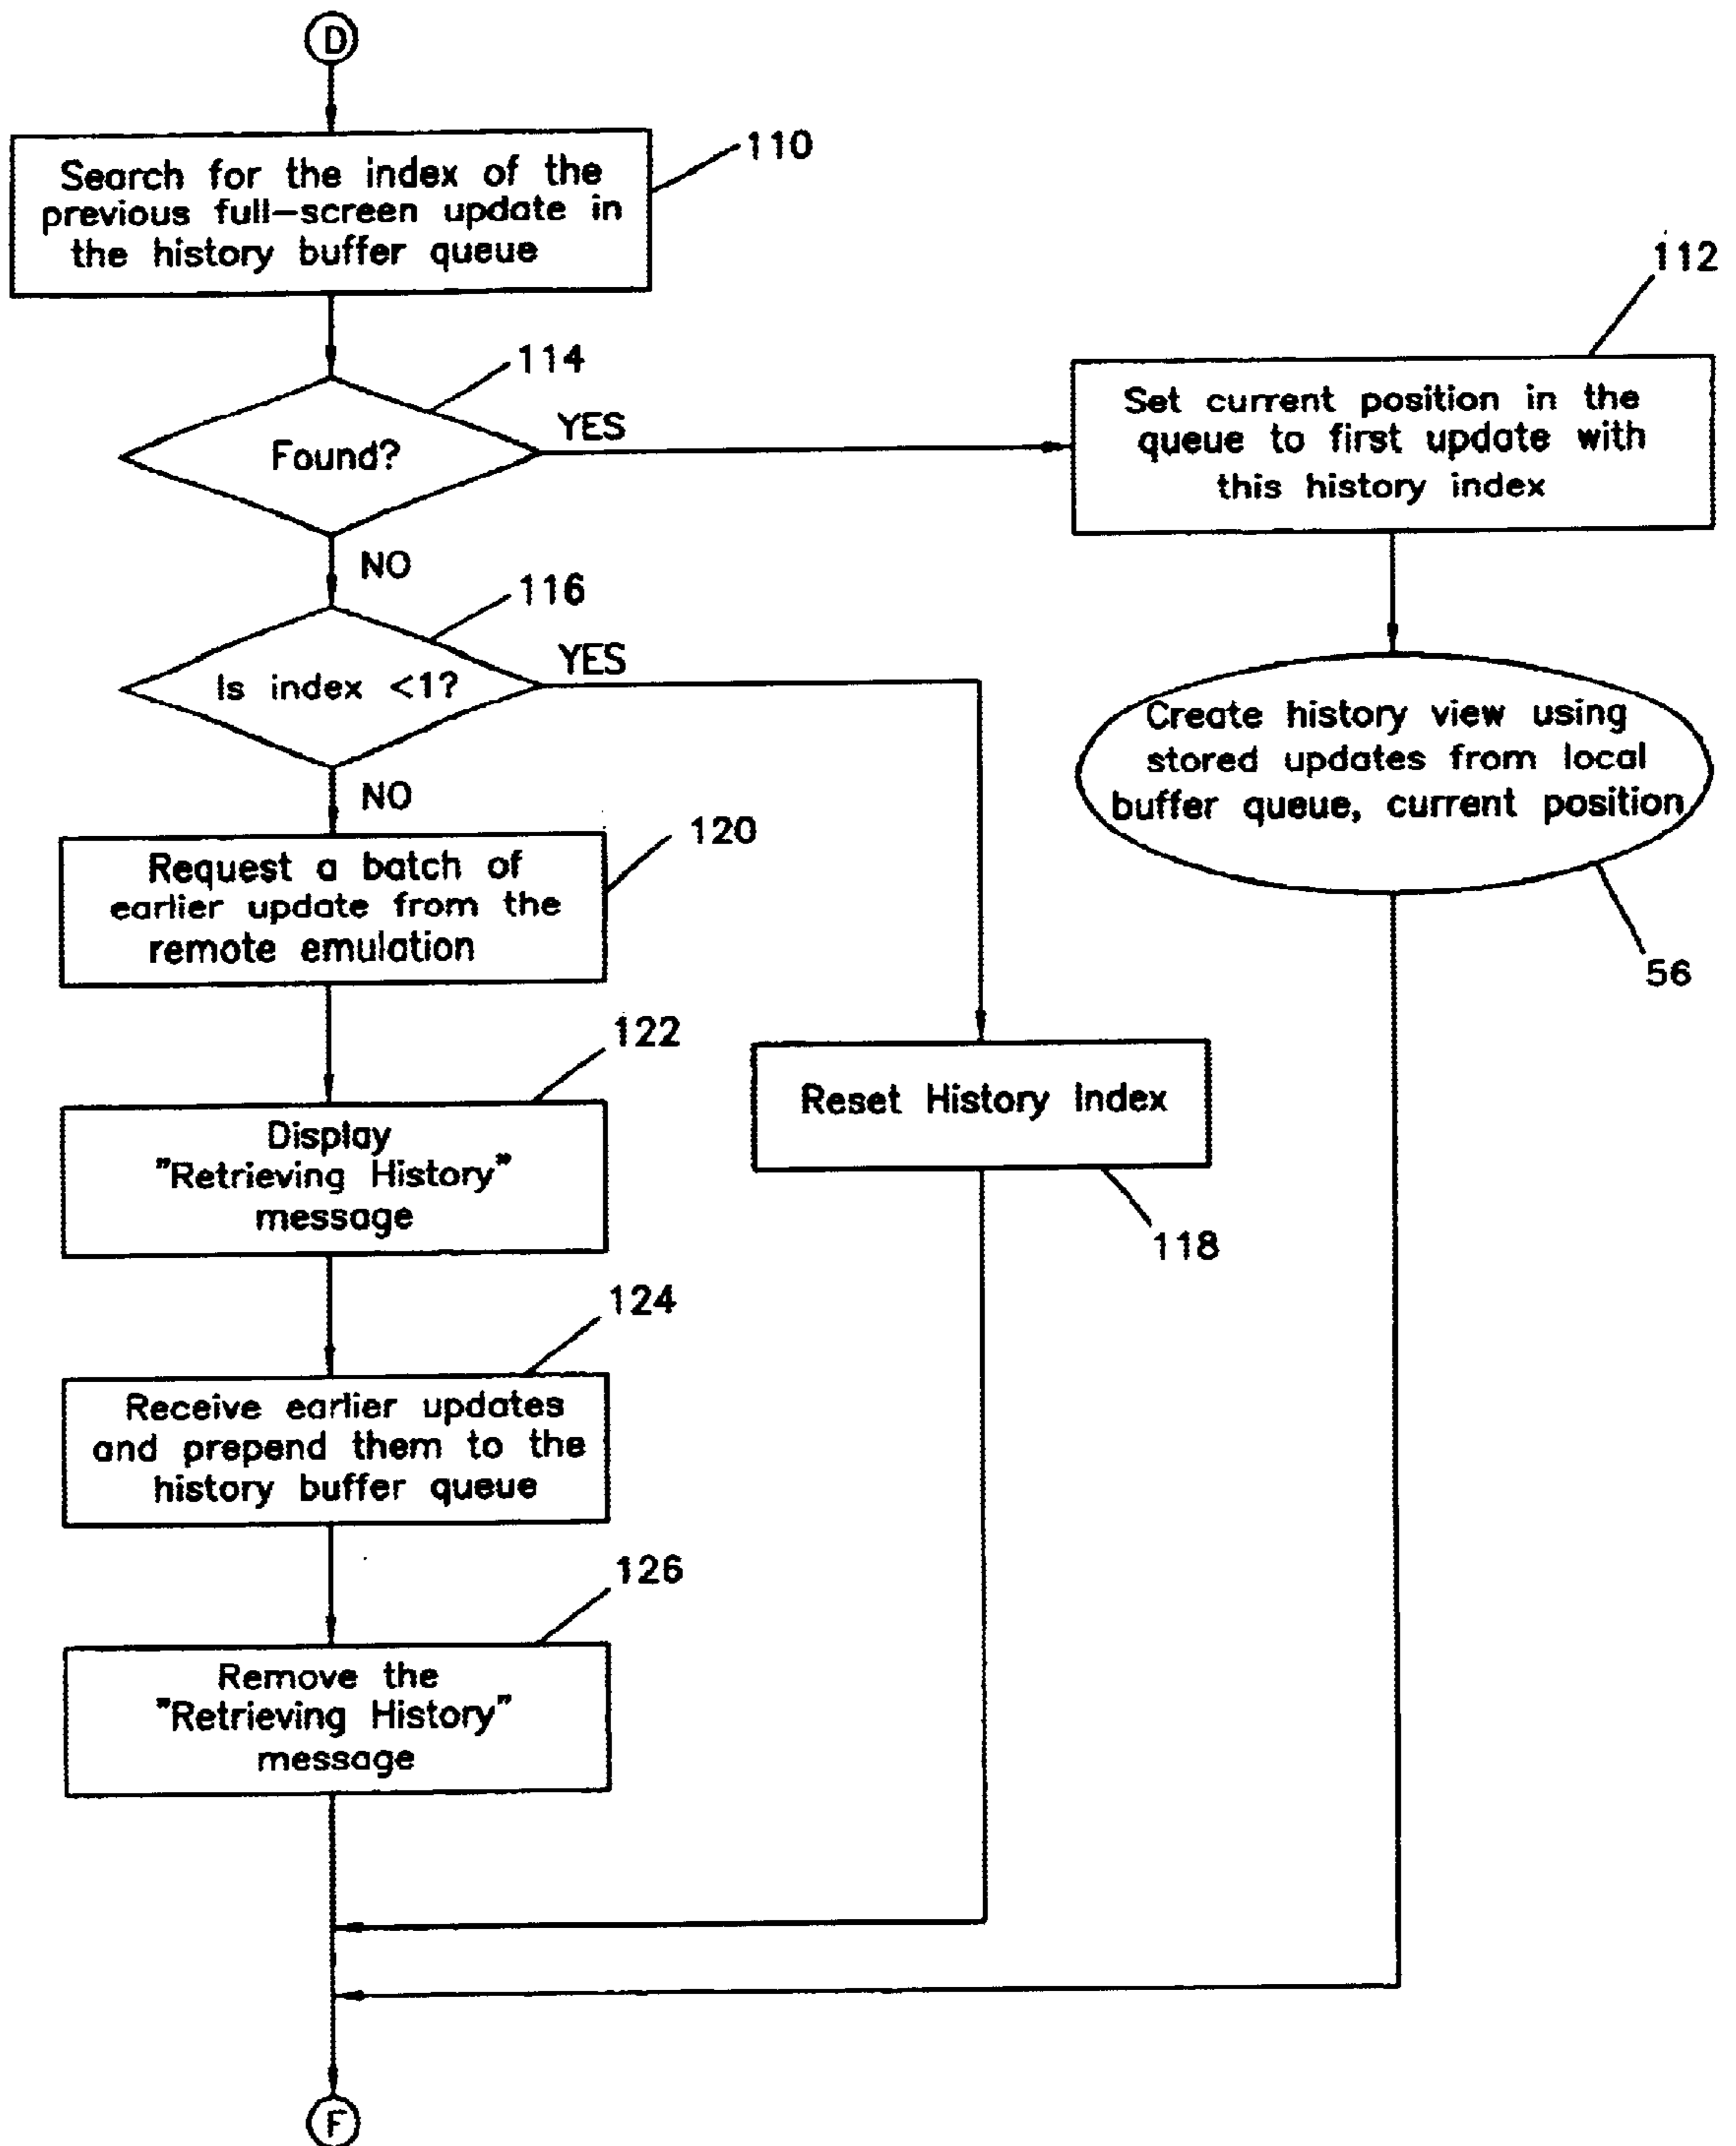 D
Search for the index of the
previous full-screen update in
the history buffer queue
110
112
114
Found?
YES
Set current position in the
queue to first update with
this history index
NO
116
Is index <1?
YES
Create history view using
stored updates from local
buffer queue, current position
56
NO
120
Request a batch of
earlier update from the
remote emulation
122
Display
"Retrieving History"
message
Reset History Index
118
124
Receive earlier updates
and prepend them to the
history buffer queue
126
Remove the
"Retrieving History"
message
F